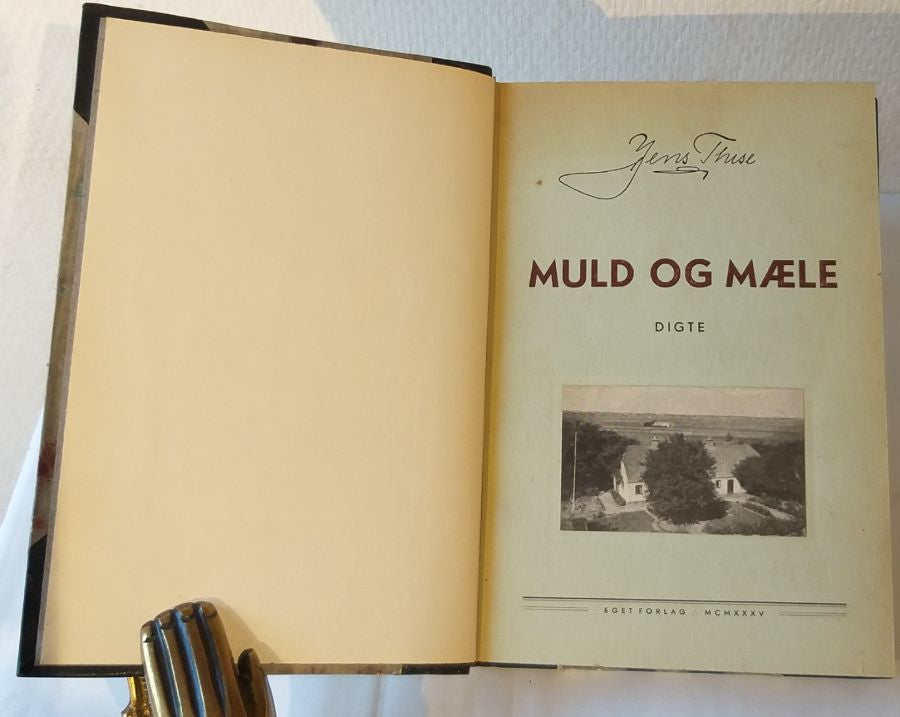 Jens Thise
MULD OG MÆLE
DIGTE
EGET FORLAG ∴ MCMXXXV